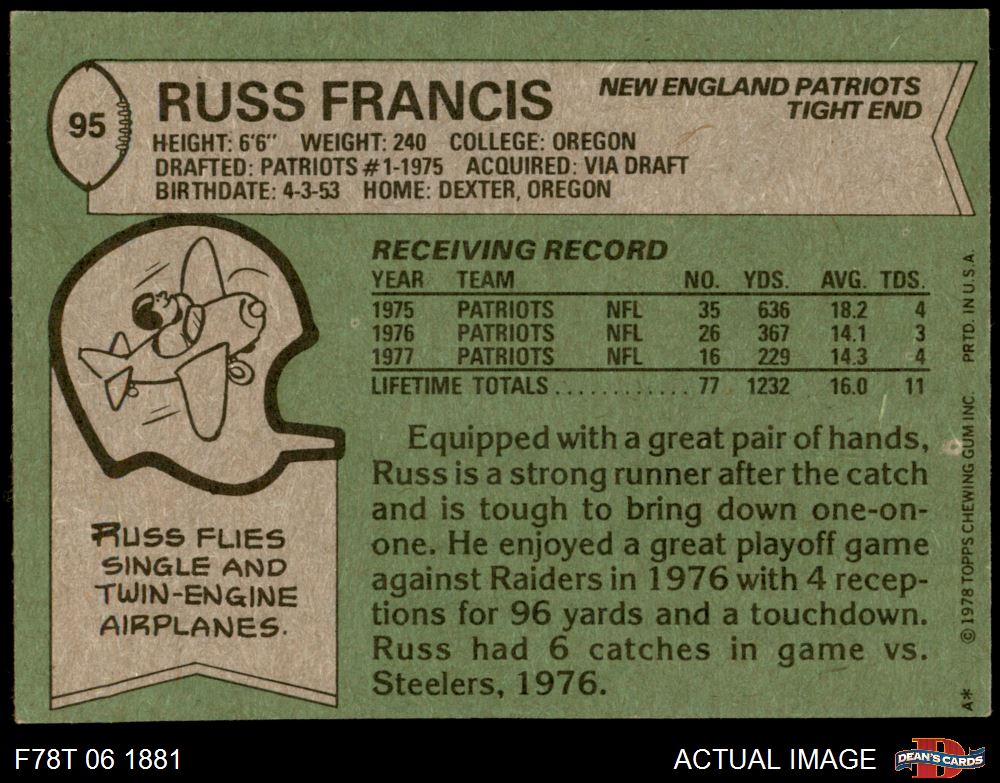 95
RUSS FRANCIS
NEW ENGLAND PATRIOTS
TIGHT END
HEIGHT: 6'6" WEIGHT: 240 COLLEGE: OREGON
DRAFTED: PATRIOTS #1-1975 ACQUIRED: VIA DRAFT
BIRTHDATE: 4-3-53 HOME: DEXTER, OREGON
RECEIVING RECORD
YEAR TEAM NO. YDS. AVG. TDS.
1975 PATRIOTS NFL 35 636 18.2 4
1976 PATRIOTS NFL 26 367 14.1 3
1977 PATRIOTS NFL 16 229 14.3 4
LIFETIME TOTALS . . . . . . . . . . . . 77 1232 16.0 11
Equipped with a great pair of hands,
Russ is a strong runner after the catch
and is tough to bring down one-on-
one. He enjoyed a great playoff game
against Raiders in 1976 with 4 recep-
tions for 96 yards and a touchdown.
Russ had 6 catches in game vs.
Steelers, 1976.
RUSS FLIES
SINGLE AND
TWIN-ENGINE
AIRPLANES.
A* © 1978 TOPPS CHEWING GUM INC. PRTD. IN U.S.A.
F78T 06 1881
ACTUAL IMAGE
D
DEAN'S CARDS